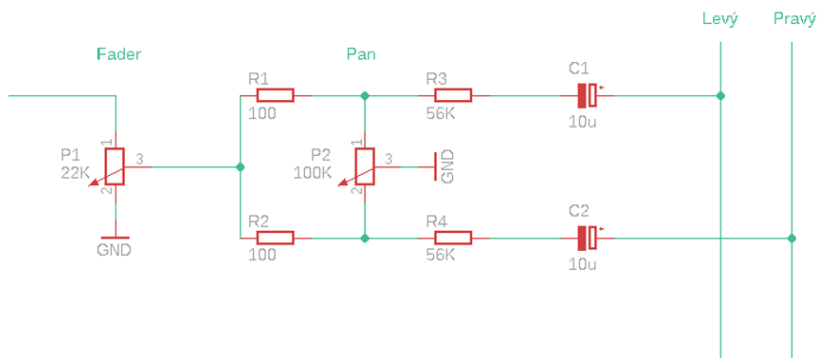 Levý Pravý
Fader Pan
R1 R3 C1
100 56K 10u
P1 1 P2 1
22K 3 100K 3 GND
2 2
R2 R4 C2
GND 100 56K 10u